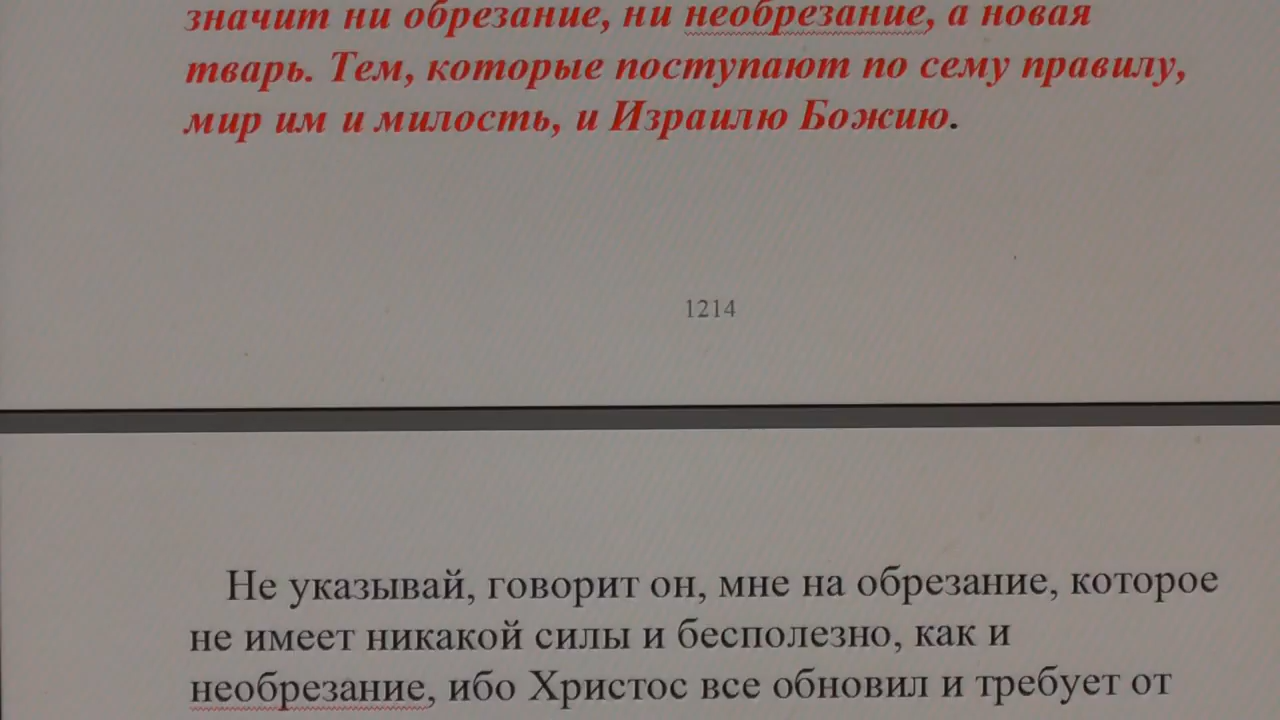 значит ни обрезание, ни необрезание, а новая
тварь. Тем, которые поступают по сему правилу,
мир им и милость, и Израилю Божию.
1214
Не указывай, говорит он, мне на обрезание, которое
не имеет никакой силы и бесполезно, как и
необрезание, ибо Христос все обновил и требует от